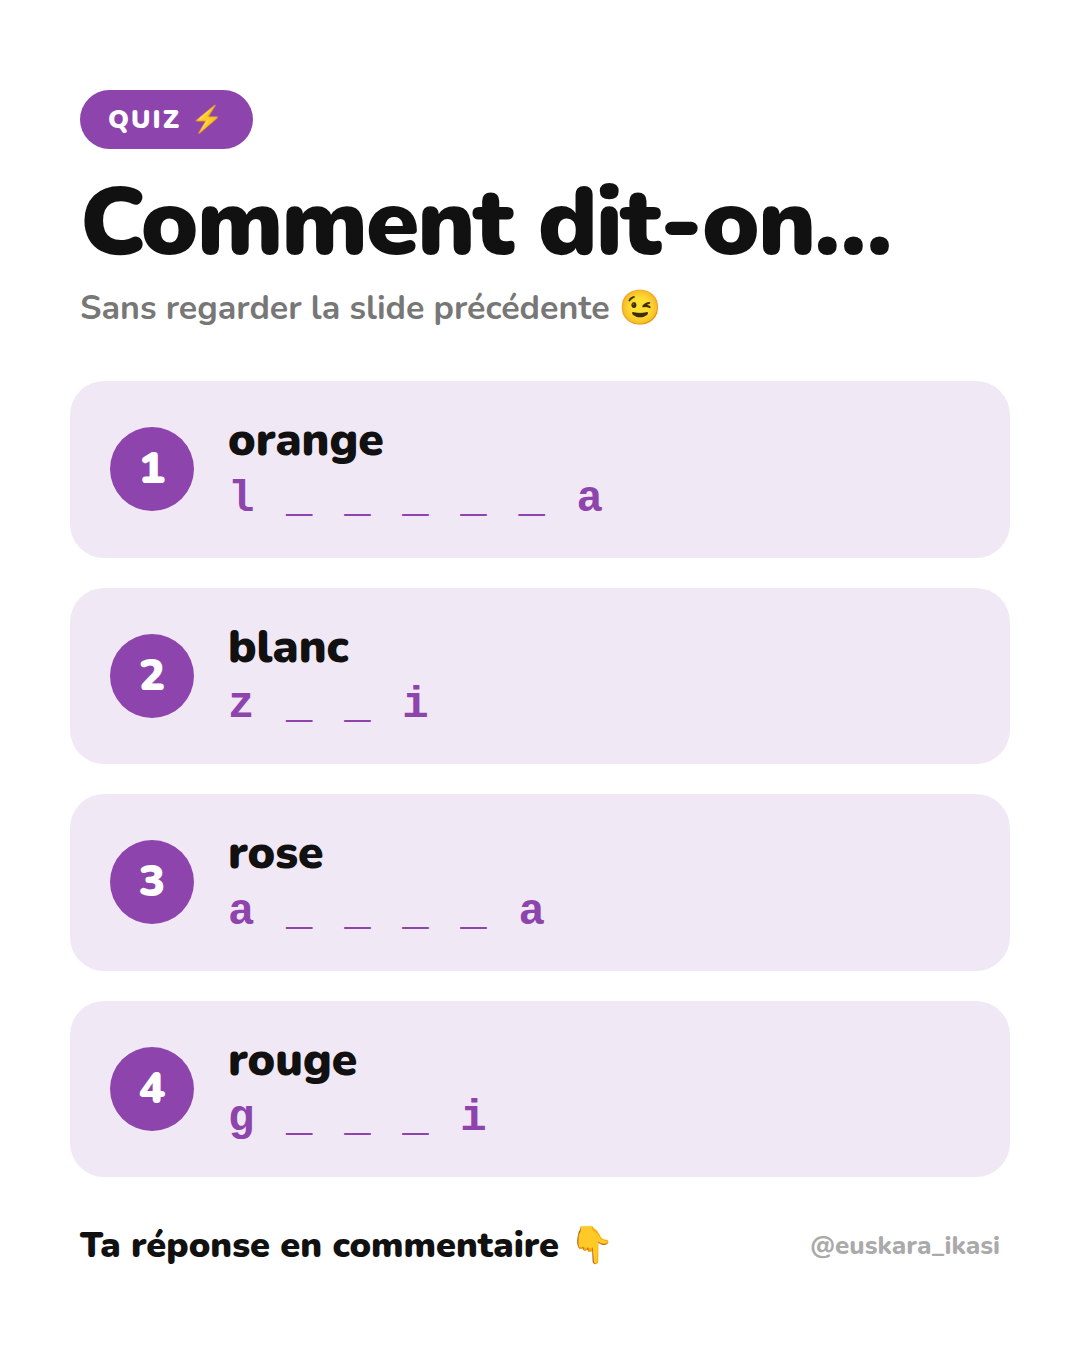 QUIZ ⚡
Comment dit-on...
Sans regarder la slide précédente 😉
1
orange
l _ _ _ _ _ a
2
blanc
z _ _ i
3
rose
a _ _ _ _ a
4
rouge
g _ _ _ i
Ta réponse en commentaire 👇
@euskara_ikasi